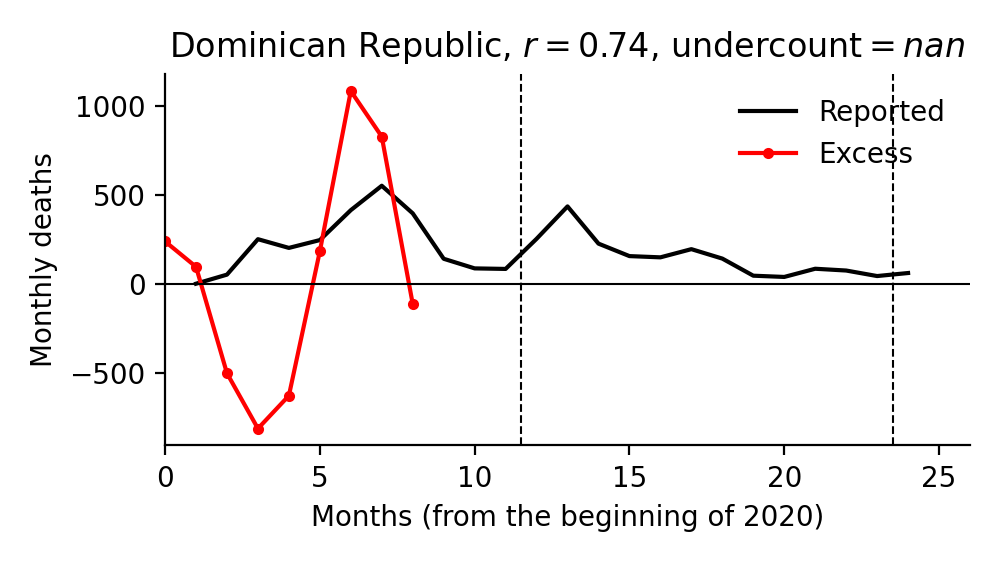 Dominican Republic, r = 0.74, undercount = nan
1000
500
0
−500
Monthly deaths
Reported
Excess
0 5 10 15 20 25
Months (from the beginning of 2020)